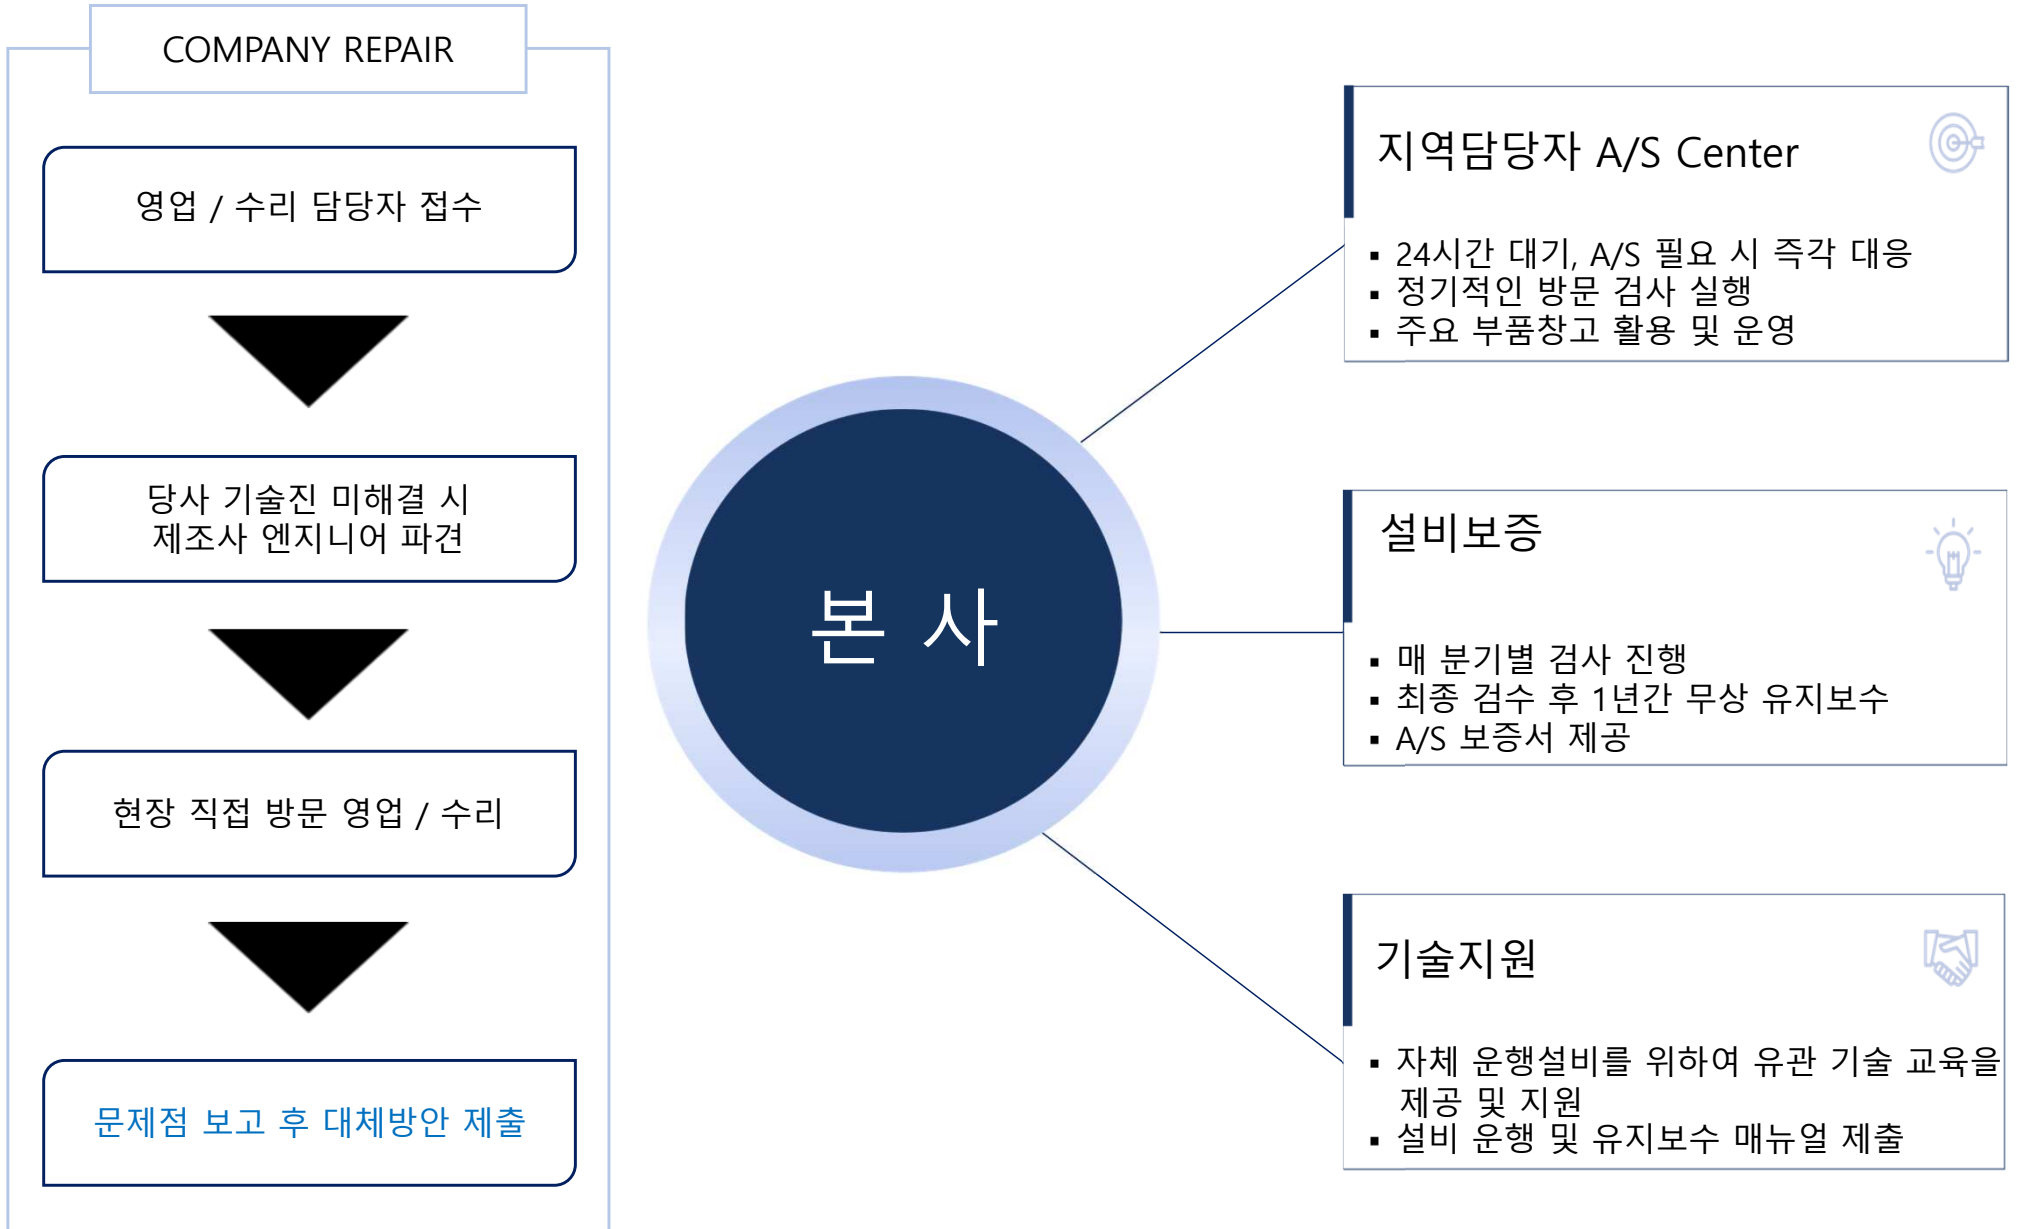 COMPANY REPAIR
영업 / 수리 담당자 접수
당사 기술진 미해결 시
제조사 엔지니어 파견
현장 직접 방문 영업 / 수리
문제점 보고 후 대체방안 제출
본 사
지역담당자 A/S Center
▪ 24시간 대기, A/S 필요 시 즉각 대응
▪ 정기적인 방문 검사 실행
▪ 주요 부품창고 활용 및 운영
설비보증
▪ 매 분기별 검사 진행
▪ 최종 검수 후 1년간 무상 유지보수
▪ A/S 보증서 제공
기술지원
▪ 자체 운행설비를 위하여 유관 기술 교육을
제공 및 지원
▪ 설비 운행 및 유지보수 매뉴얼 제출